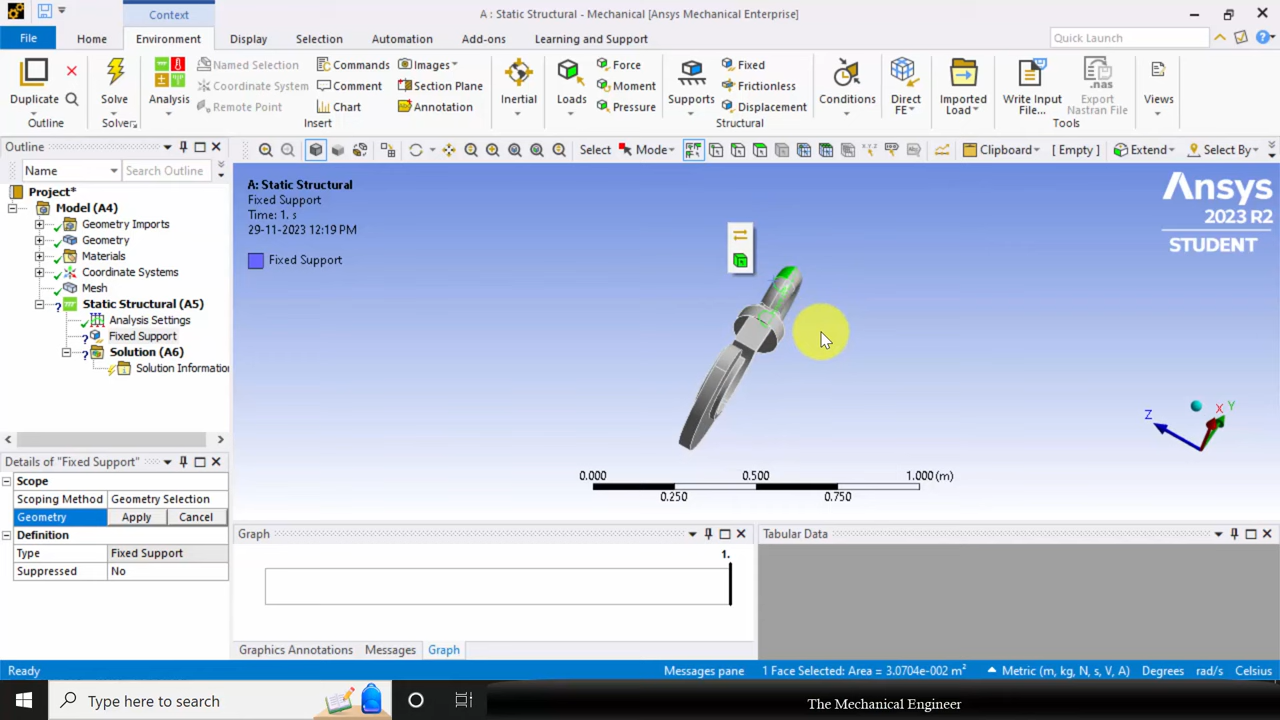 Context
A : Static Structural - Mechanical [Ansys Mechanical Enterprise]
File Home Environment Display Selection Automation Add-ons Learning and Support Quick Launch
Duplicate
Outline
Solve
Solver
Analysis
Named Selection
Coordinate System
Remote Point
Commands
Comment
Chart
Images
Section Plane
Annotation
Insert
Inertial
Loads
Force
Moment
Pressure
Supports
Fixed
Frictionless
Displacement
Structural
Conditions
Direct FE
Imported Load
Write Input File...
Export Nastran File
Tools
Views
Outline
Name Search Outline
Select Mode Clipboard [ Empty ] Extend Select By
Project*
Model (A4)
Geometry Imports
Geometry
Materials
Coordinate Systems
Mesh
Static Structural (A5)
Analysis Settings
Fixed Support
Solution (A6)
Solution Informatio
A: Static Structural
Fixed Support
Time: 1. s
29-11-2023 12:19 PM
Fixed Support
Ansys
2023 R2
STUDENT
Z X Y
0.000 0.500 1.000 (m)
0.250 0.750
Details of "Fixed Support"
Scope
Scoping Method Geometry Selection
Geometry Apply Cancel
Definition
Type Fixed Support
Suppressed No
Graph
1.
Tabular Data
Graphics Annotations Messages Graph
Ready Messages pane 1 Face Selected: Area = 3.0704e-002 m² Metric (m, kg, N, s, V, A) Degrees rad/s Celsius
Type here to search
The Mechanical Engineer